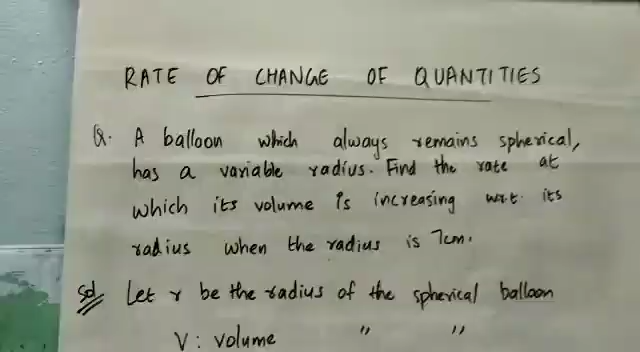 RATE OF CHANGE OF QUANTITIES
Q. A balloon which always remains spherical,
has a variable radius. Find the rate at
which its volume is increasing w.r.t. its
radius when the radius is 7cm.
Sol Let r be the radius of the spherical balloon
V : volume " "